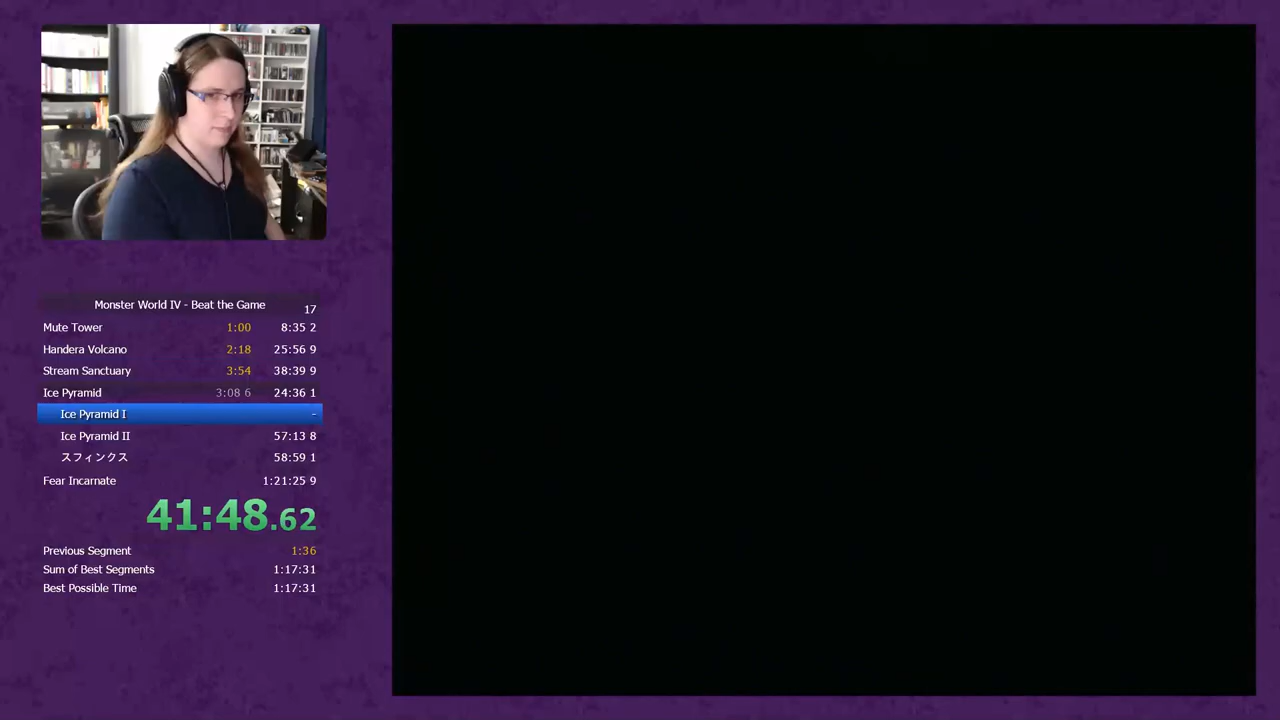 Monster World IV - Beat the Game
17
Mute Tower 1:00 8:35 2
Handera Volcano 2:18 25:56 9
Stream Sanctuary 3:54 38:39 9
Ice Pyramid 3:08 6 24:36 1
Ice Pyramid I -
Ice Pyramid II 57:13 8
スフィンクス 58:59 1
Fear Incarnate 1:21:25 9
41:48.62
Previous Segment 1:36
Sum of Best Segments 1:17:31
Best Possible Time 1:17:31